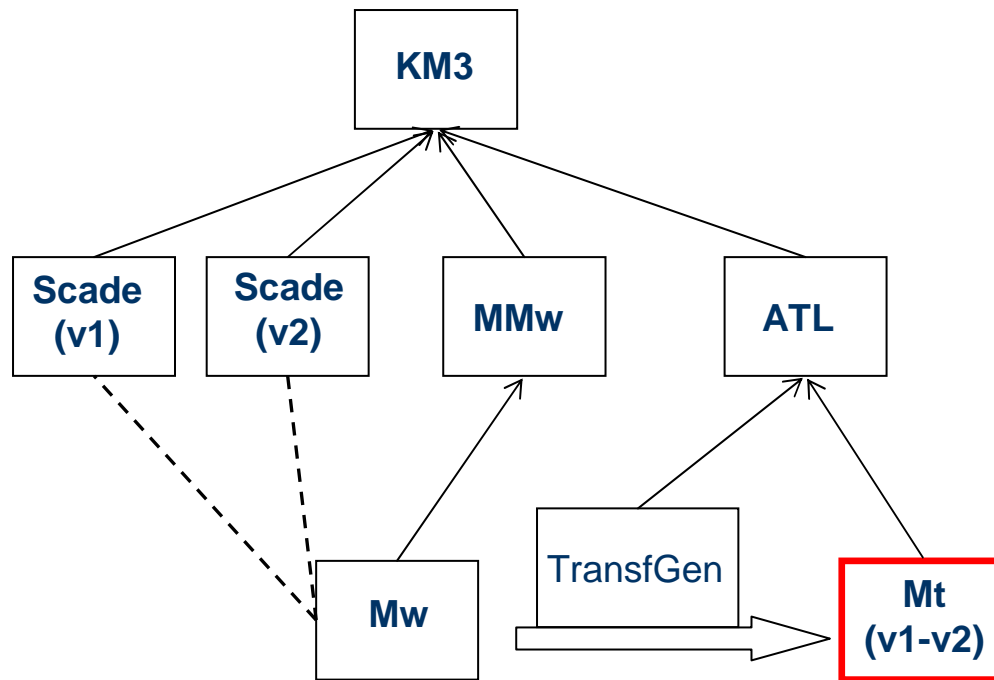 KM3
Scade
(v1)
Scade
(v2)
MMw
ATL
TransfGen
Mw
Mt
(v1-v2)